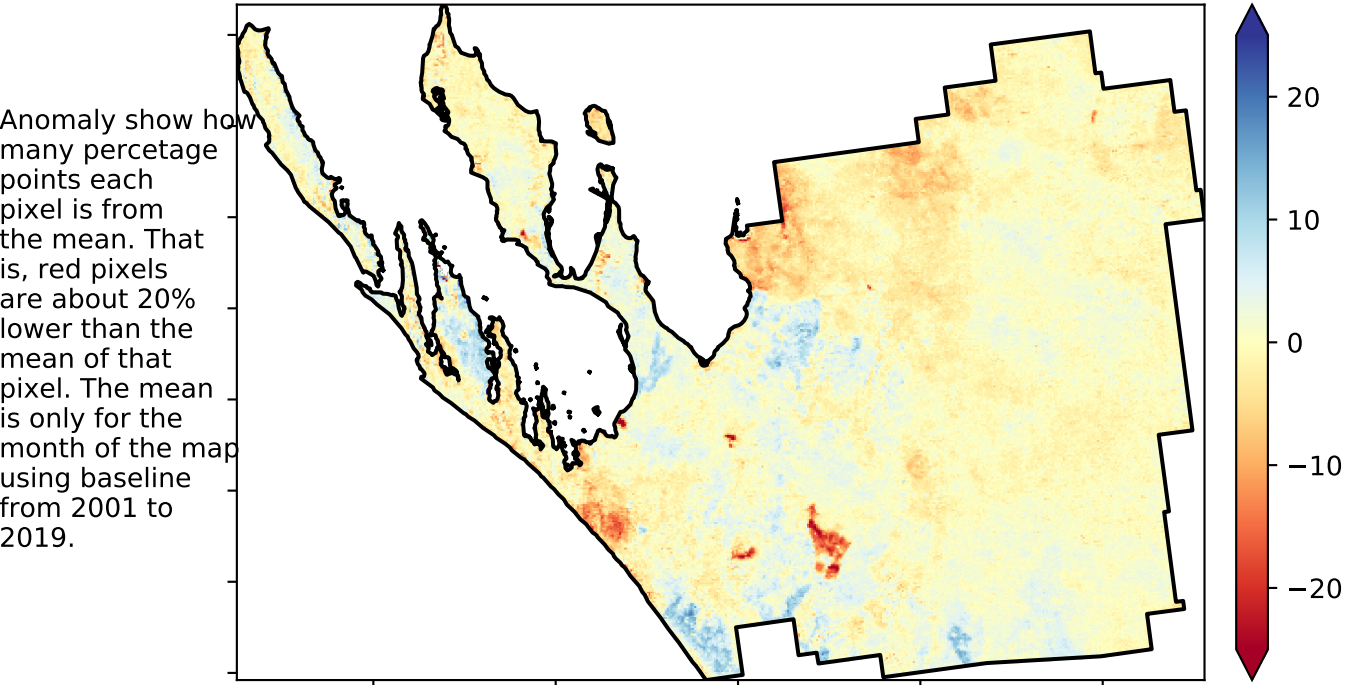 Anomaly show how
many percetage
points each
pixel is from
the mean. That
is, red pixels
are about 20%
lower than the
mean of that
pixel. The mean
is only for the
month of the map
using baseline
from 2001 to
2019.
20
10
0
−10
−20